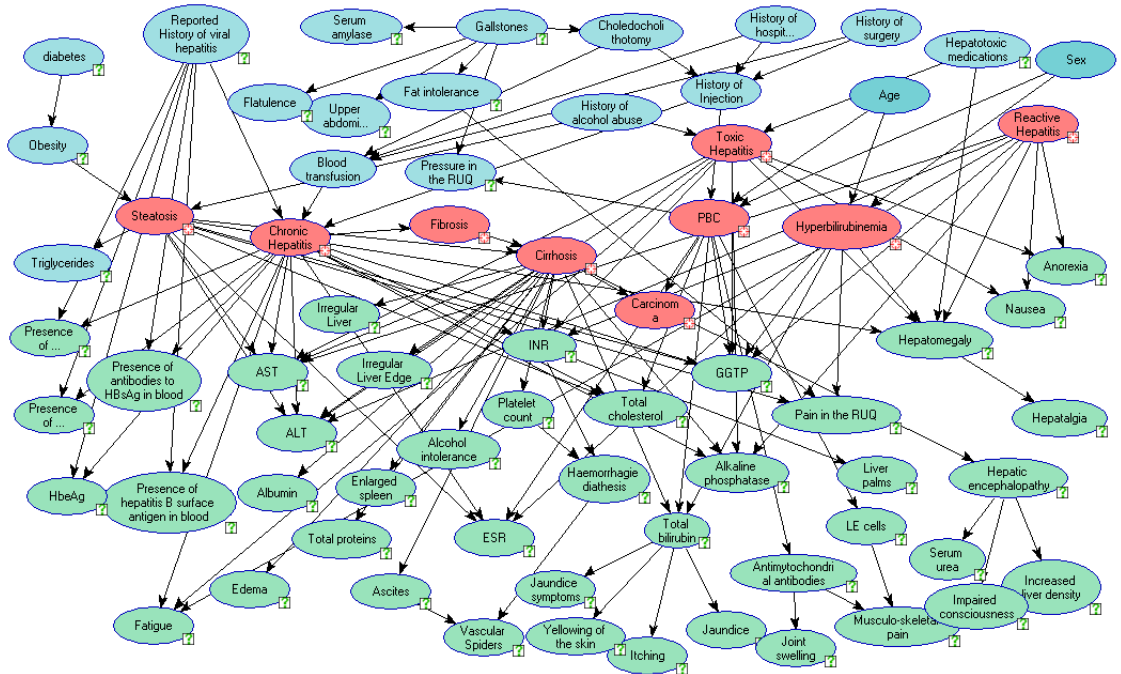 Reported
History of viral
hepatitis
Serum
amylase
Gallstones
Choledocholi
thotomy
History of
hospit...
History of
surgery
Hepatotoxic
medications
Sex
diabetes
Flatulence
Upper
abdomi...
Fat intolerance
History of
Injection
Age
History of
alcohol abuse
Reactive
Hepatitis
Obesity
Toxic
Hepatitis
Blood
transfusion
Pressure in
the RUQ
Steatosis
Chronic
Hepatitis
Fibrosis
PBC
Hyperbilirubinemia
Cirrhosis
Triglycerides
Anorexia
Irregular
Liver
Carcinom
a
Nausea
Presence
of ...
INR
Hepatomegaly
Presence of
antibodies to
HBsAg in blood
AST
Irregular
Liver Edge
GGTP
Presence
of ...
Platelet
count
Total
cholesterol
Pain in the RUQ
Hepatalgia
ALT
Alcohol
intolerance
HbeAg
Presence of
hepatitis B surface
antigen in blood
Albumin
Enlarged
spleen
Haemorrhagie
diathesis
Alkaline
phosphatase
Liver
palms
Hepatic
encephalopathy
Total proteins
ESR
Total
bilirubin
LE cells
Serum
urea
Edema
Ascites
Jaundice
symptoms
Antimytochondri
al antibodies
Increased
liver density
Impaired
consciousness
Fatigue
Vascular
Spiders
Yellowing of
the skin
Itching
Jaundice
Joint
swelling
Musculo-skeletal
pain